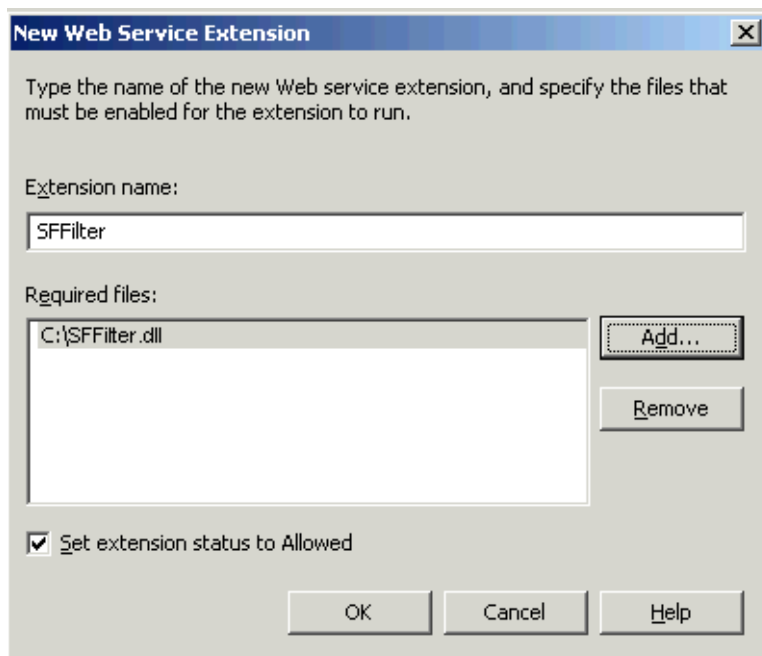 New Web Service Extension
Type the name of the new Web service extension, and specify the files that
must be enabled for the extension to run.
Extension name:
SFFilter
Required files:
C:\SFFilter.dll
Add...
Remove
Set extension status to Allowed
OK
Cancel
Help